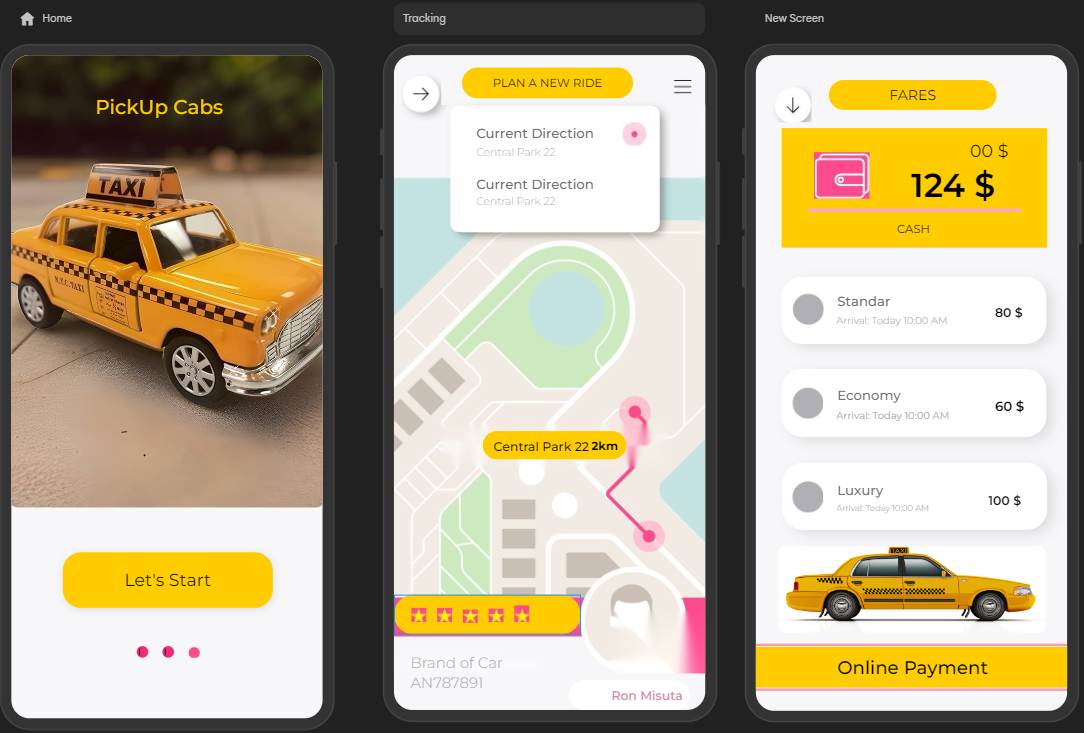 Home
PickUp Cabs
TAXI
N.Y.C. TAXI
Let's Start
Tracking
PLAN A NEW RIDE
Current Direction
Central Park 22
Current Direction
Central Park 22
Central Park 22 2km
Brand of Car
AN787891
Ron Misuta
New Screen
FARES
00 $
124 $
CASH
Standar
Arrival: Today 10:00 AM
80 $
Economy
Arrival: Today 10:00 AM
60 $
Luxury
Arrival: Today 10:00 AM
100 $
TAXI
Online Payment